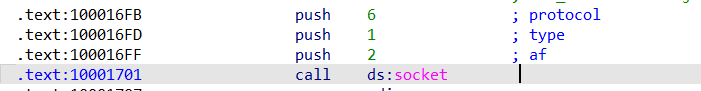 .text:100016FB push 6 ; protocol
.text:100016FD push 1 ; type
.text:100016FF push 2 ; af
.text:10001701 call ds:socket